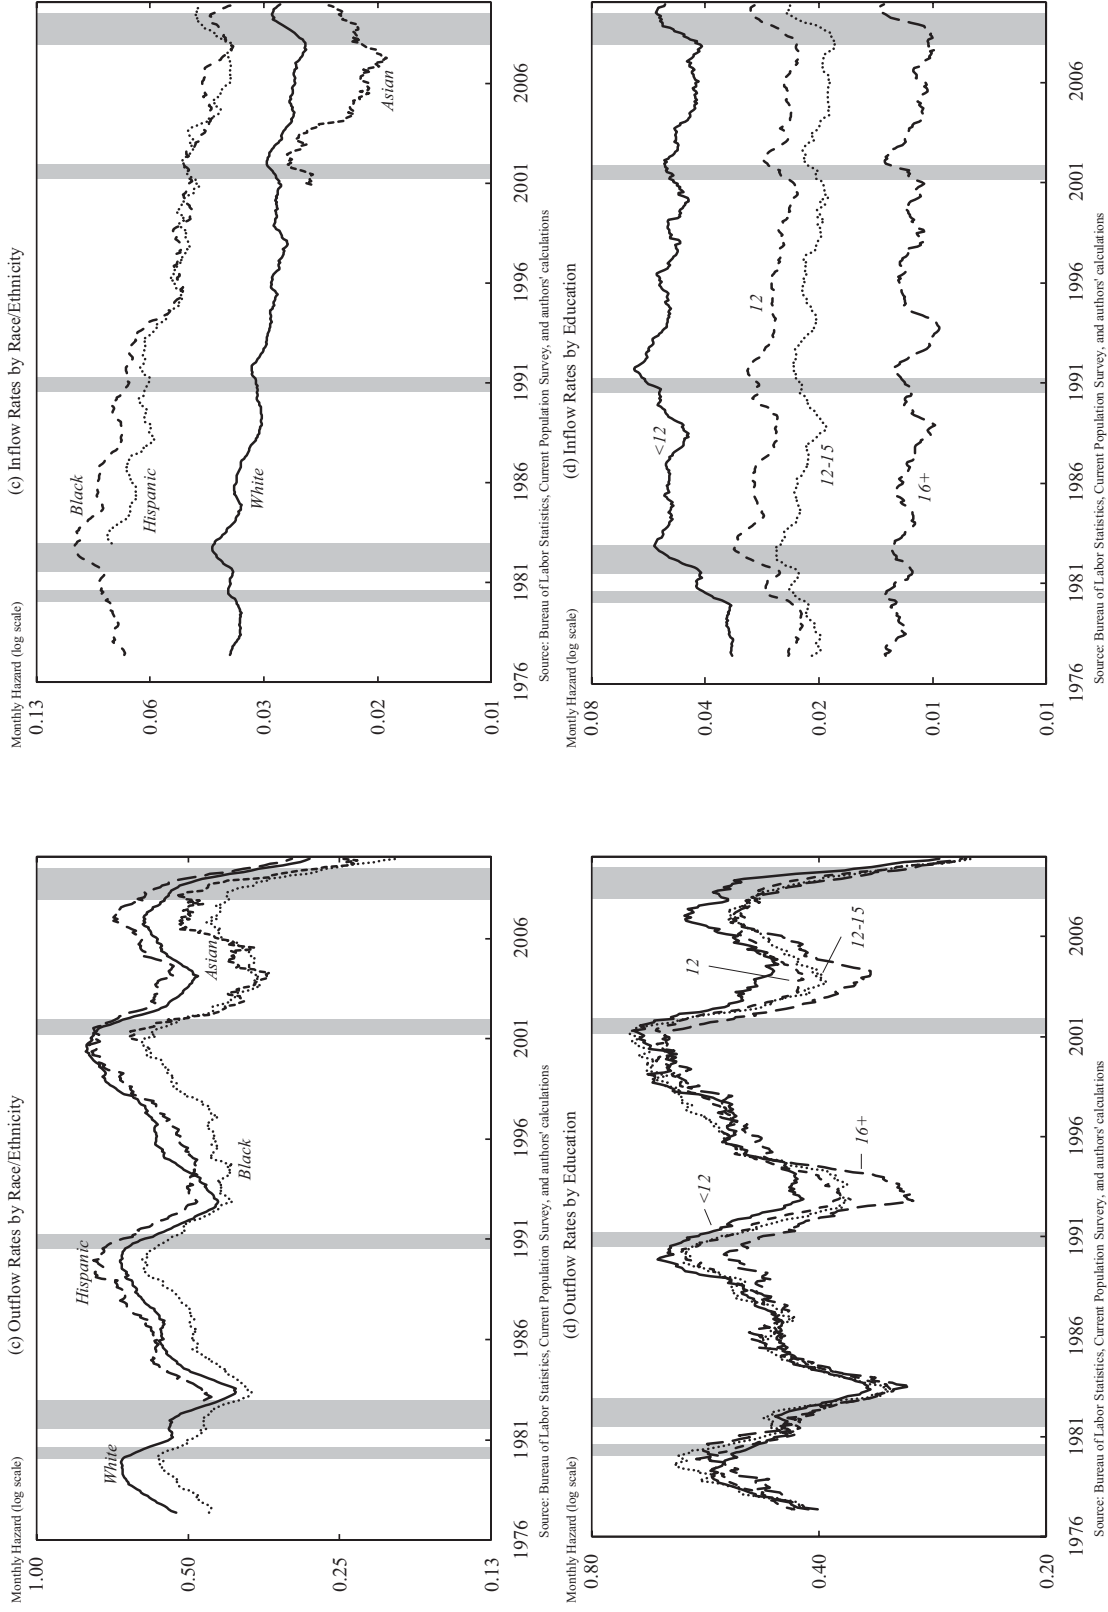 (c) Outflow Rates by Race/Ethnicity
Monthly Hazard (log scale)
1.00
0.50
0.25
0.13
White
Hispanic
Black
Asian
1976 1981 1986 1991 1996 2001 2006
Source: Bureau of Labor Statistics, Current Population Survey, and authors' calculations
(c) Inflow Rates by Race/Ethnicity
Monthly Hazard (log scale)
0.13
0.06
0.03
0.02
0.01
Black
Hispanic
White
Asian
1976 1981 1986 1991 1996 2001 2006
Source: Bureau of Labor Statistics, Current Population Survey, and authors' calculations
(d) Outflow Rates by Education
Monthly Hazard (log scale)
0.80
0.40
0.20
<12
16+
12
12-15
1976 1981 1986 1991 1996 2001 2006
Source: Bureau of Labor Statistics, Current Population Survery, and authors' calculations
(d) Inflow Rates by Education
Montly Hazard (log scale)
0.08
0.04
0.02
0.01
0.01
<12
12
12-15
16+
1976 1981 1986 1991 1996 2001 2006
Source: Bureau of Labor Statistics, Current Population Survey, and authors' calculations